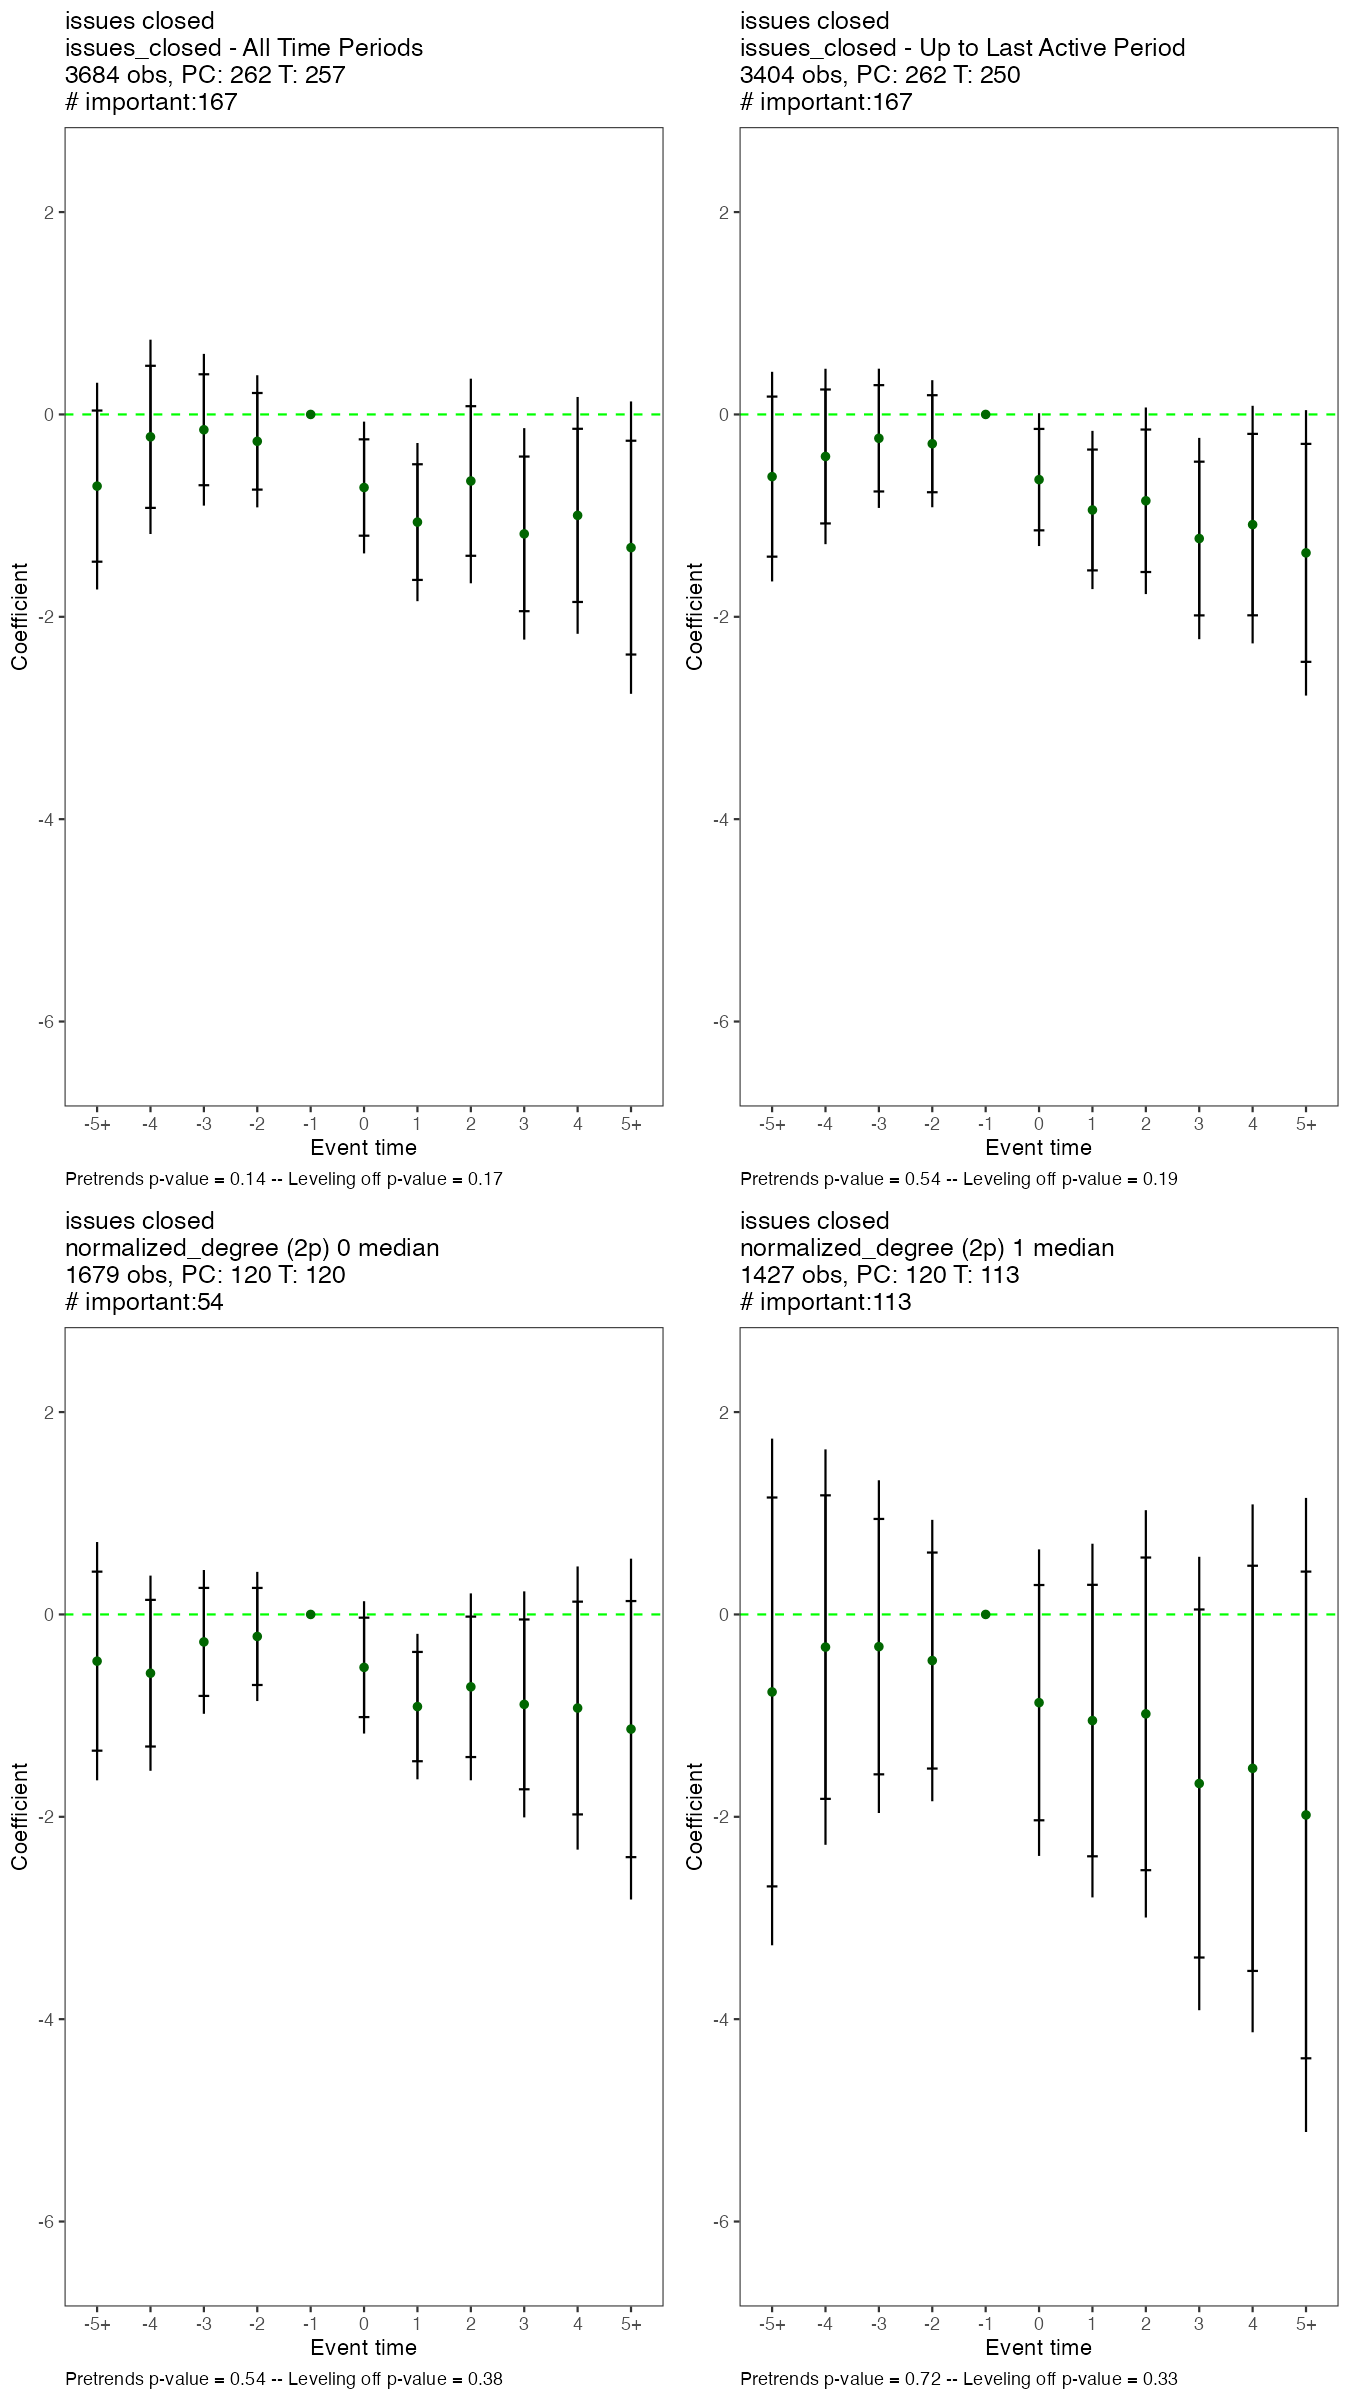 issues closed
issues_closed - All Time Periods
3684 obs, PC: 262 T: 257
# important:167
2
0
-2
-4
-6
Coefficient
-5+ -4 -3 -2 -1 0 1 2 3 4 5+
Event time
Pretrends p-value = 0.14 -- Leveling off p-value = 0.17
issues closed
issues_closed - Up to Last Active Period
3404 obs, PC: 262 T: 250
# important:167
2
0
-2
-4
-6
Coefficient
-5+ -4 -3 -2 -1 0 1 2 3 4 5+
Event time
Pretrends p-value = 0.54 -- Leveling off p-value = 0.19
issues closed
normalized_degree (2p) 0 median
1679 obs, PC: 120 T: 120
# important:54
2
0
-2
-4
-6
Coefficient
-5+ -4 -3 -2 -1 0 1 2 3 4 5+
Event time
Pretrends p-value = 0.54 -- Leveling off p-value = 0.38
issues closed
normalized_degree (2p) 1 median
1427 obs, PC: 120 T: 113
# important:113
2
0
-2
-4
-6
Coefficient
-5+ -4 -3 -2 -1 0 1 2 3 4 5+
Event time
Pretrends p-value = 0.72 -- Leveling off p-value = 0.33